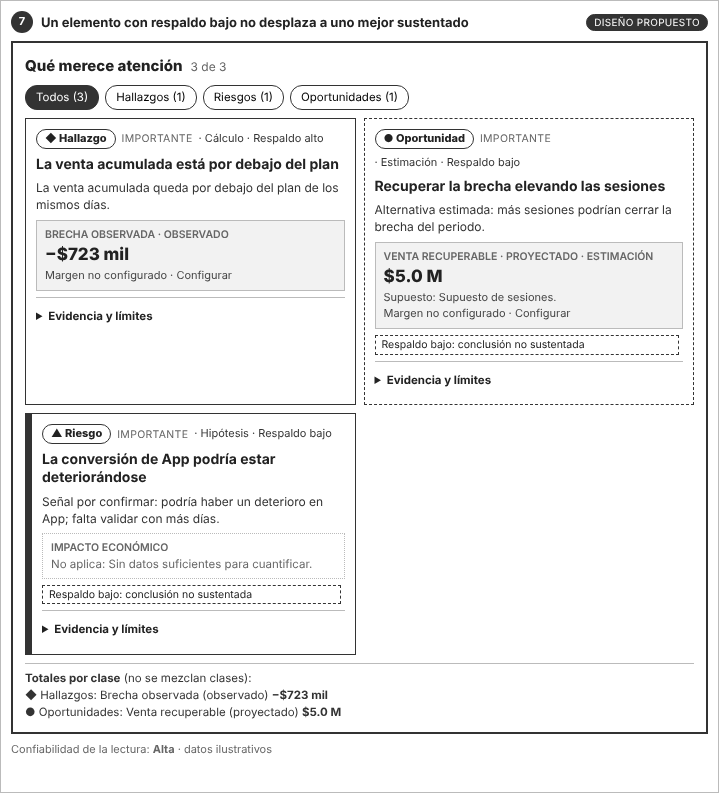 7 Un elemento con respaldo bajo no desplaza a uno mejor sustentado
DISEÑO PROPUESTO
Qué merece atención 3 de 3
Todos (3) Hallazgos (1) Riesgos (1) Oportunidades (1)
◆ Hallazgo IMPORTANTE · Cálculo · Respaldo alto
La venta acumulada está por debajo del plan
La venta acumulada queda por debajo del plan de los
mismos días.
BRECHA OBSERVADA · OBSERVADO
−$723 mil
Margen no configurado · Configurar
▶ Evidencia y límites
● Oportunidad IMPORTANTE
· Estimación · Respaldo bajo
Recuperar la brecha elevando las sesiones
Alternativa estimada: más sesiones podrían cerrar la
brecha del periodo.
VENTA RECUPERABLE · PROYECTADO · ESTIMACIÓN
$5.0 M
Supuesto: Supuesto de sesiones.
Margen no configurado · Configurar
Respaldo bajo: conclusión no sustentada
▶ Evidencia y límites
▲ Riesgo IMPORTANTE · Hipótesis · Respaldo bajo
La conversión de App podría estar
deteriorándose
Señal por confirmar: podría haber un deterioro en
App; falta validar con más días.
IMPACTO ECONÓMICO
No aplica: Sin datos suficientes para cuantificar.
Respaldo bajo: conclusión no sustentada
▶ Evidencia y límites
Totales por clase (no se mezclan clases):
◆ Hallazgos: Brecha observada (observado) −$723 mil
● Oportunidades: Venta recuperable (proyectado) $5.0 M
Confiabilidad de la lectura: Alta · datos ilustrativos